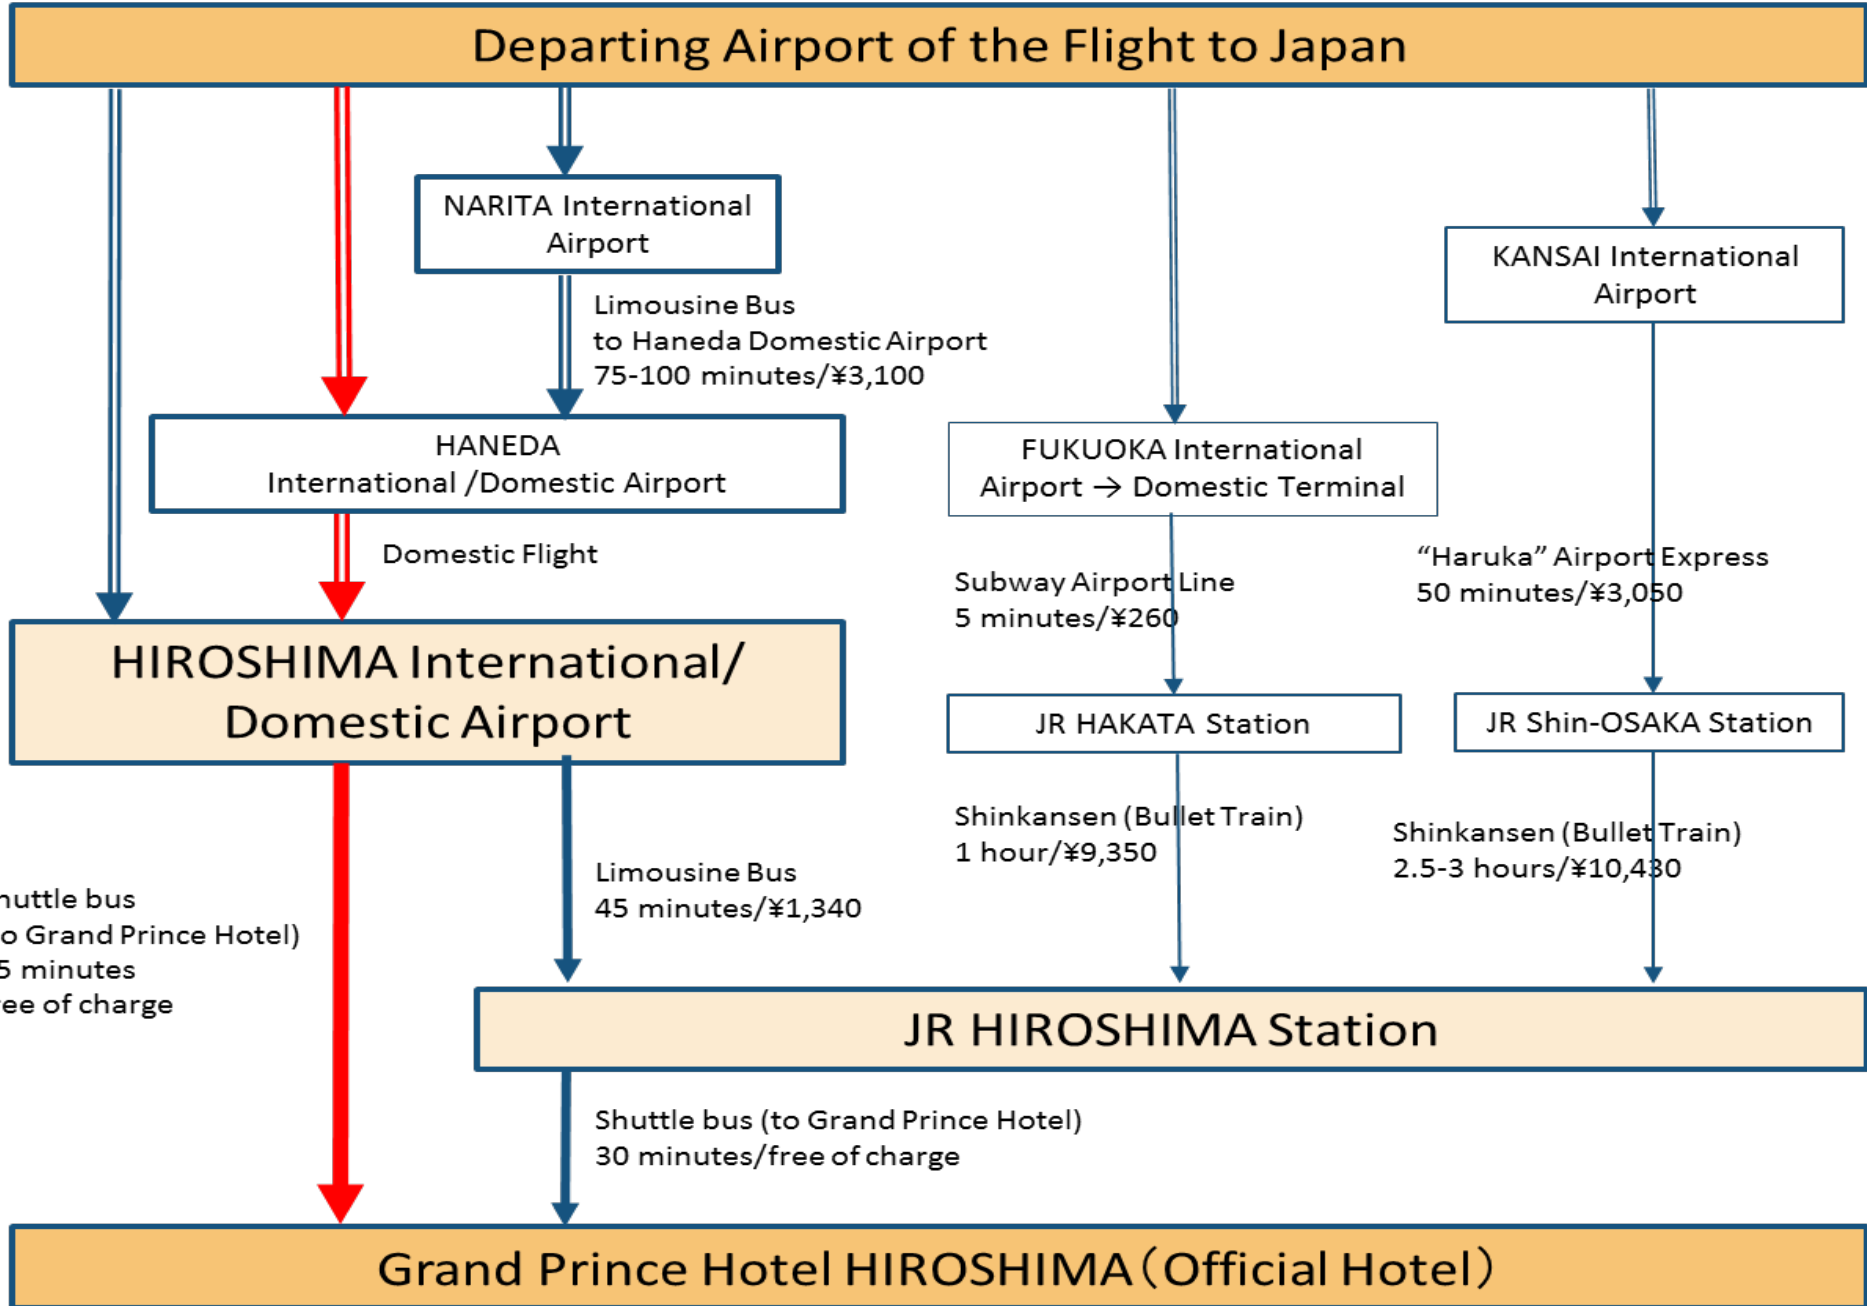 Departing Airport of the Flight to Japan
NARITA International
Airport
KANSAI International
Airport
Limousine Bus
to Haneda Domestic Airport
75-100 minutes/¥3,100
HANEDA
International /Domestic Airport
FUKUOKA International
Airport → Domestic Terminal
Domestic Flight
Subway Airport Line
5 minutes/¥260
“Haruka” Airport Express
50 minutes/¥3,050
HIROSHIMA International/
Domestic Airport
JR HAKATA Station
JR Shin-OSAKA Station
Shinkansen (Bullet Train)
1 hour/¥9,350
Shinkansen (Bullet Train)
2.5-3 hours/¥10,430
Limousine Bus
45 minutes/¥1,340
bus
Grand Prince Hotel)
minutes
of charge
JR HIROSHIMA Station
Shuttle bus (to Grand Prince Hotel)
30 minutes/free of charge
Grand Prince Hotel HIROSHIMA（Official Hotel）